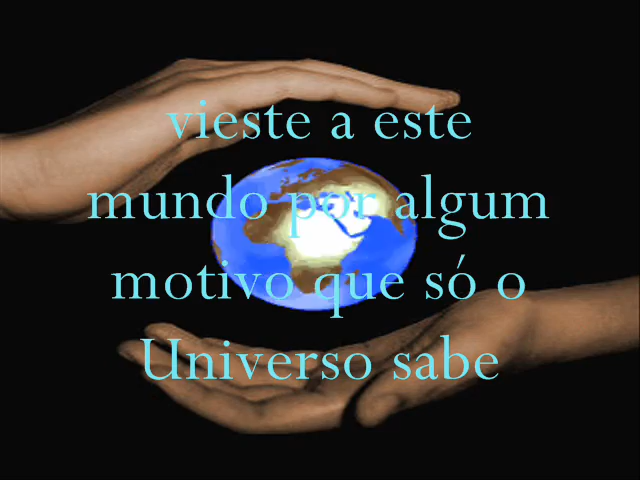 vieste a este
mundo por algum
motivo que só o
Universo sabe